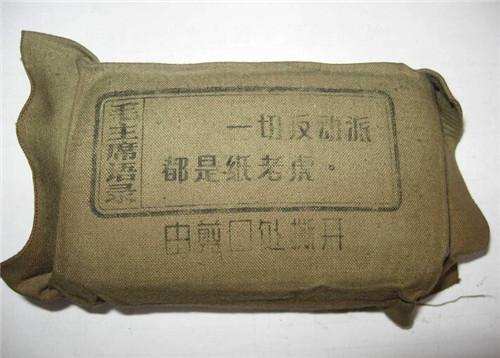 毛主席语录
一切反动派
都是纸老虎。
由剪口处撕开